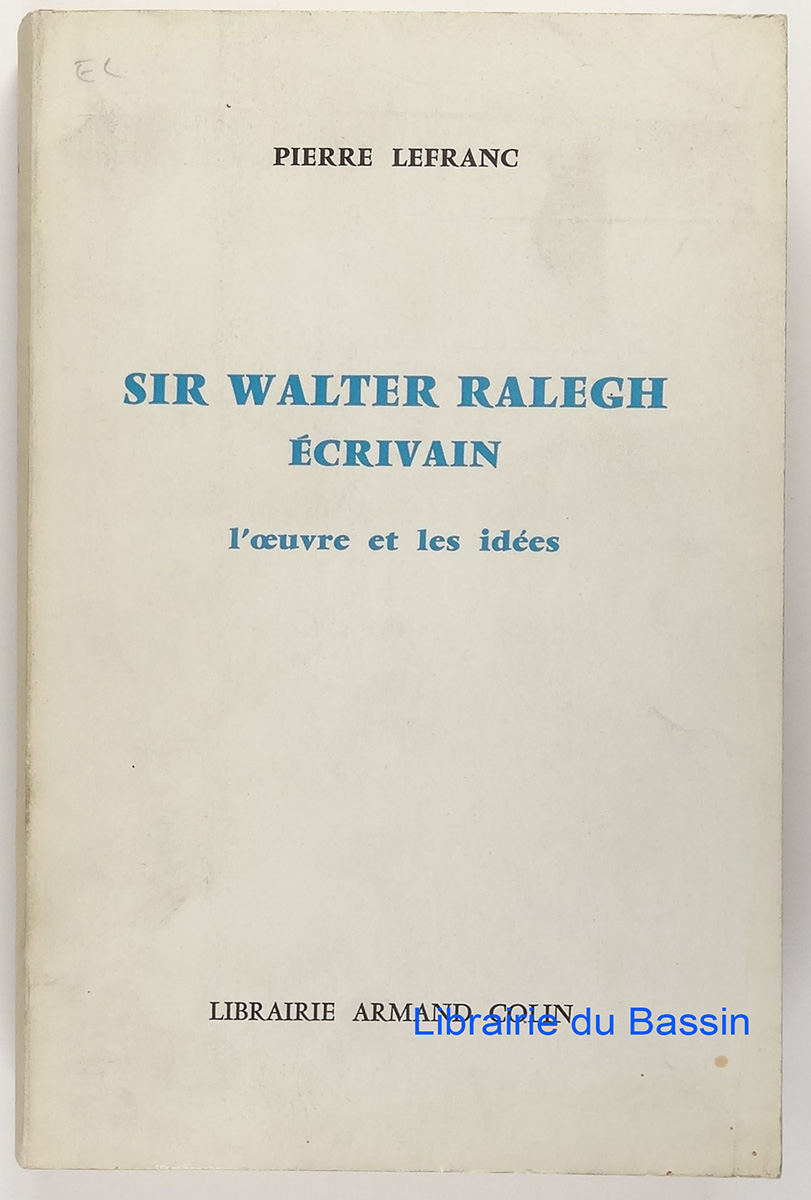 EL
PIERRE LEFRANC
SIR WALTER RALEGH
ÉCRIVAIN
l'œuvre et les idées
LIBRAIRIE ARMAND COLIN
Librairie du Bassin